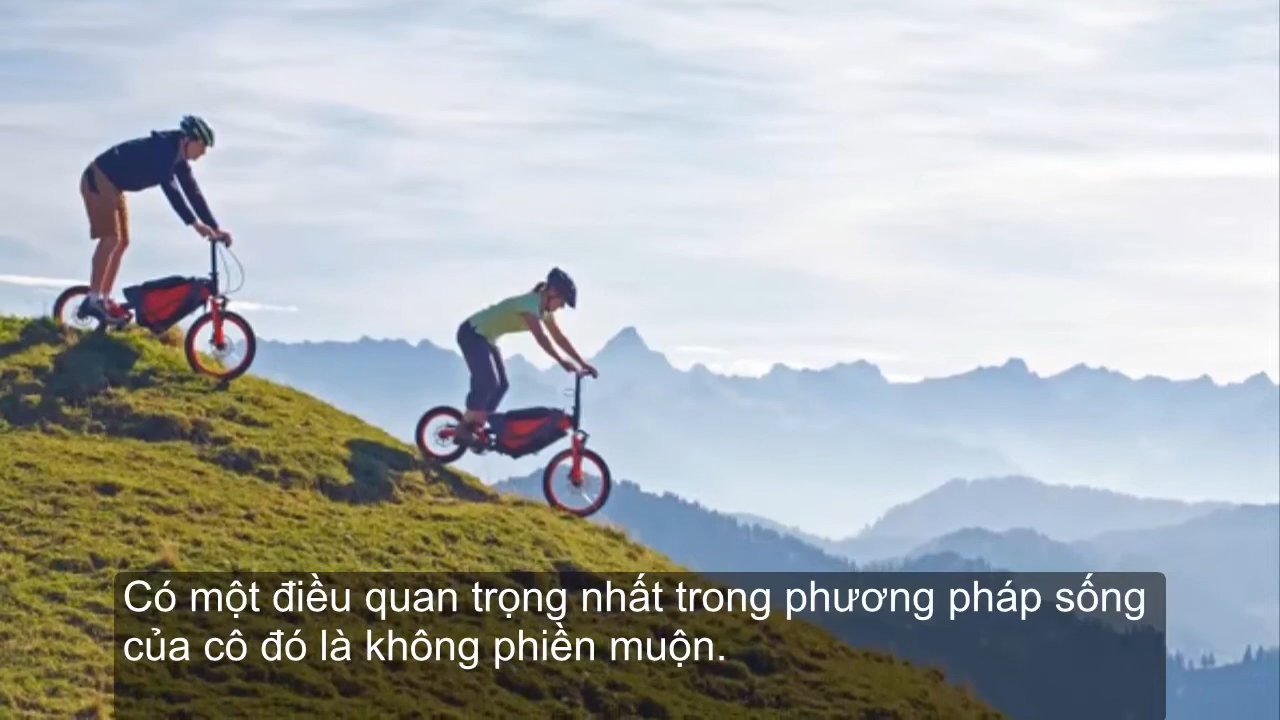 Có một điều quan trọng nhất trong phương pháp sống
của cô đó là không phiền muộn.